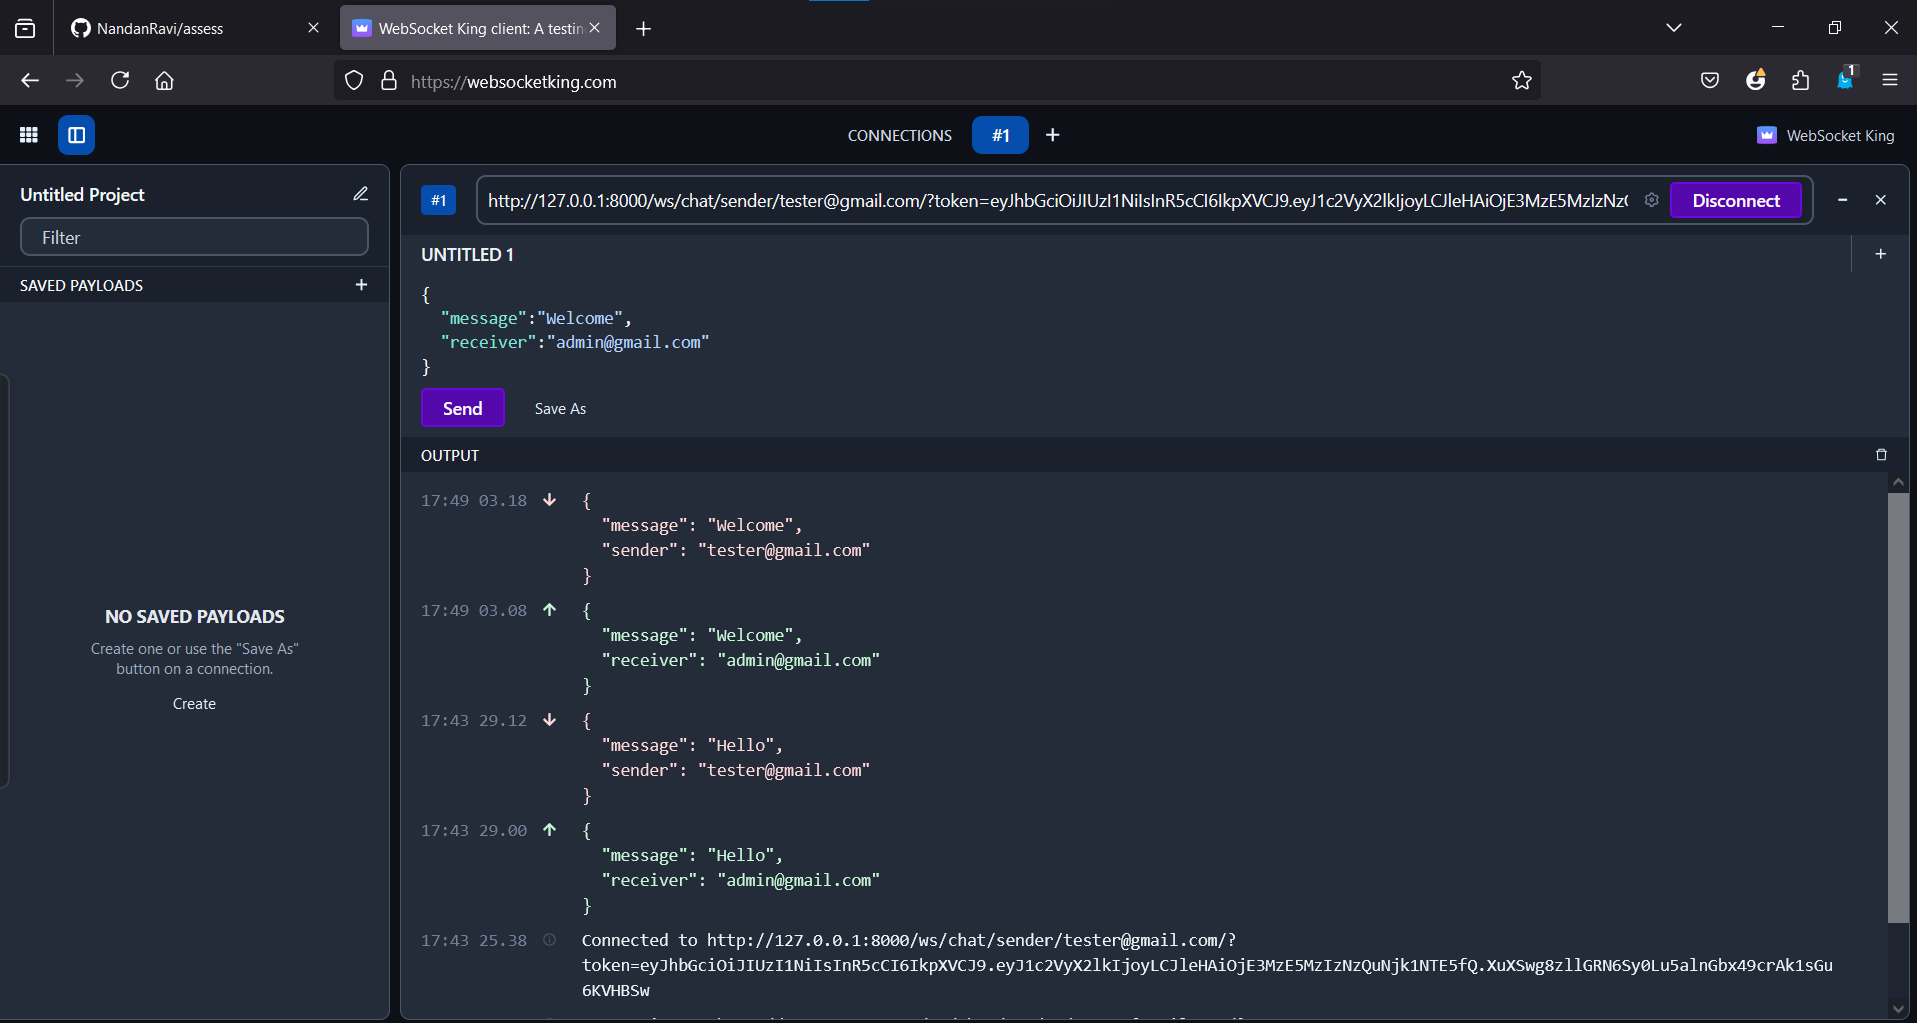 NandanRavi/assess
WebSocket King client: A testin
https://websocketking.com
1
CONNECTIONS
#1
WebSocket King
Untitled Project
Filter
SAVED PAYLOADS
NO SAVED PAYLOADS
Create one or use the "Save As"
button on a connection.
Create
#1
http://127.0.0.1:8000/ws/chat/sender/tester@gmail.com/?token=eyJhbGciOiJIUzI1NiIsInR5cCI6IkpXVCJ9.eyJ1c2VyX2lkIjoyLCJleHAiOjE3MzE5MzIzNzQ
Disconnect
UNTITLED 1
{
"message":"Welcome",
"receiver":"admin@gmail.com"
}
Send
Save As
OUTPUT
17:49 03.18
{
"message": "Welcome",
"sender": "tester@gmail.com"
}
17:49 03.08
{
"message": "Welcome",
"receiver": "admin@gmail.com"
}
17:43 29.12
{
"message": "Hello",
"sender": "tester@gmail.com"
}
17:43 29.00
{
"message": "Hello",
"receiver": "admin@gmail.com"
}
17:43 25.38
Connected to http://127.0.0.1:8000/ws/chat/sender/tester@gmail.com/?
token=eyJhbGciOiJIUzI1NiIsInR5cCI6IkpXVCJ9.eyJ1c2VyX2lkIjoyLCJleHAiOjE3MzE5MzIzNzQuNjk1NTE5fQ.XuXSwg8zllGRN6Sy0Lu5alnGbx49crAk1sGu
6KVHBSw